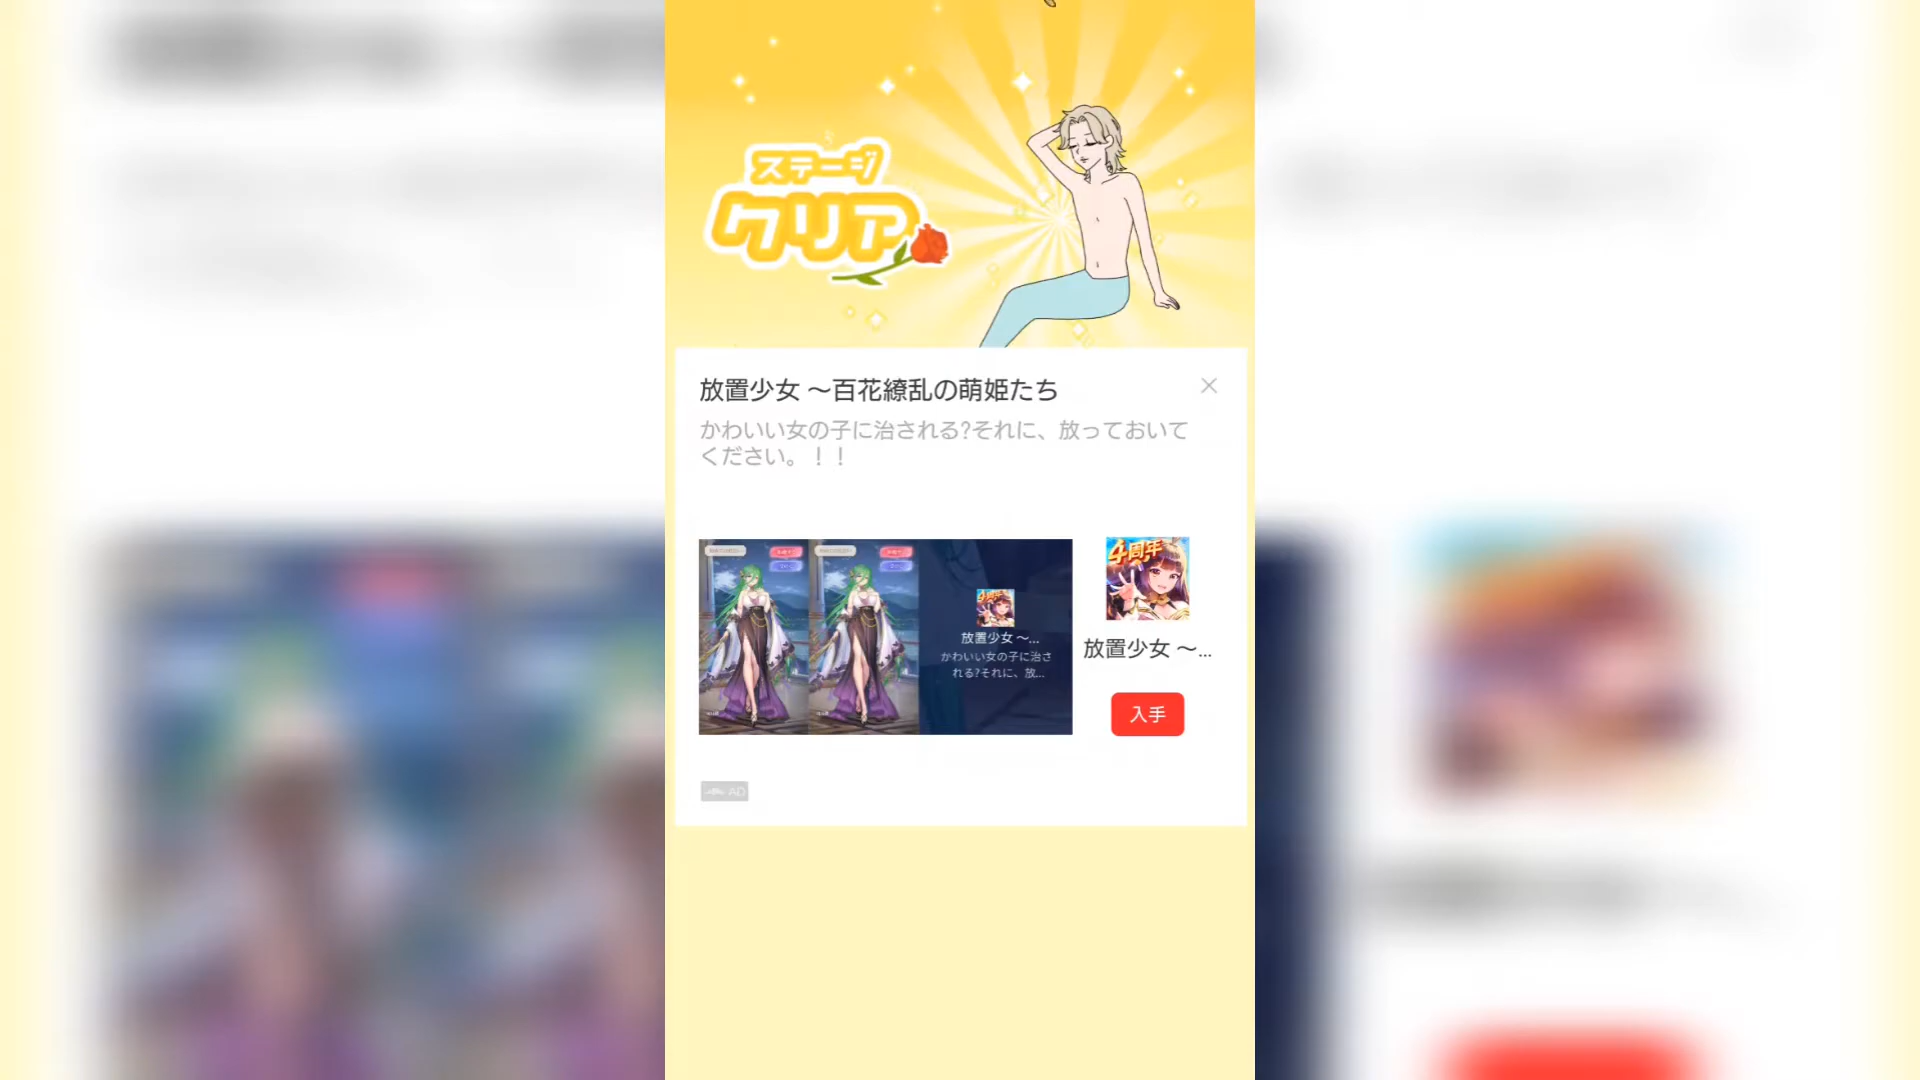 ステージ
クリア
放置少女 〜百花繚乱の萌姫たち
かわいい女の子に治される?それに、放っておいて
ください。！！
4周年
4周年
放置少女 〜...
かわいい女の子に治さ
れる?それに、放...
放置少女 〜...
入手
AD